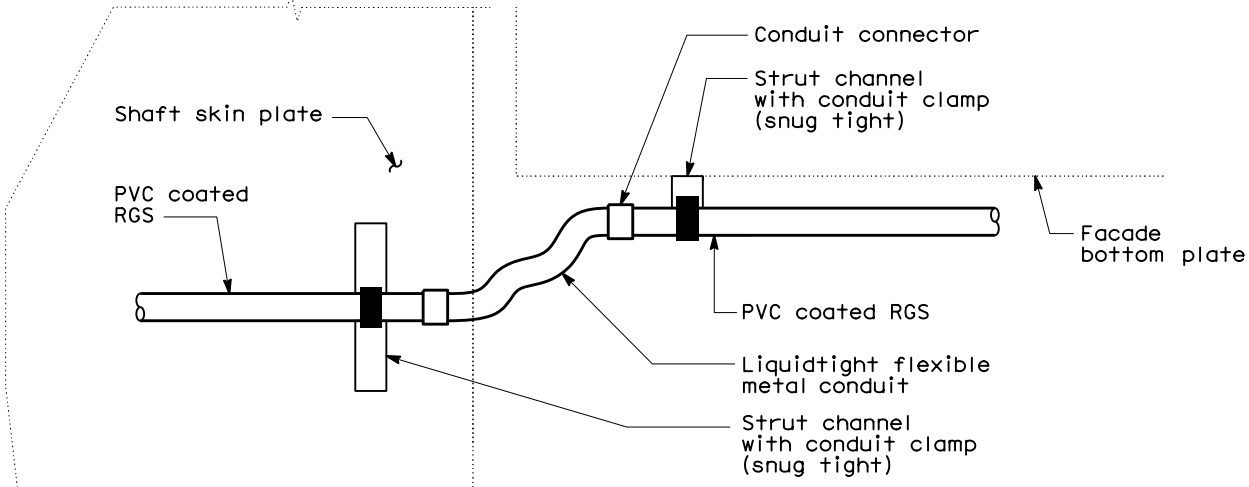 Conduit connector
Strut channel
with conduit clamp
(snug tight)
Shaft skin plate
PVC coated
RGS
Facade
bottom plate
PVC coated RGS
Liquidtight flexible
metal conduit
Strut channel
with conduit clamp
(snug tight)